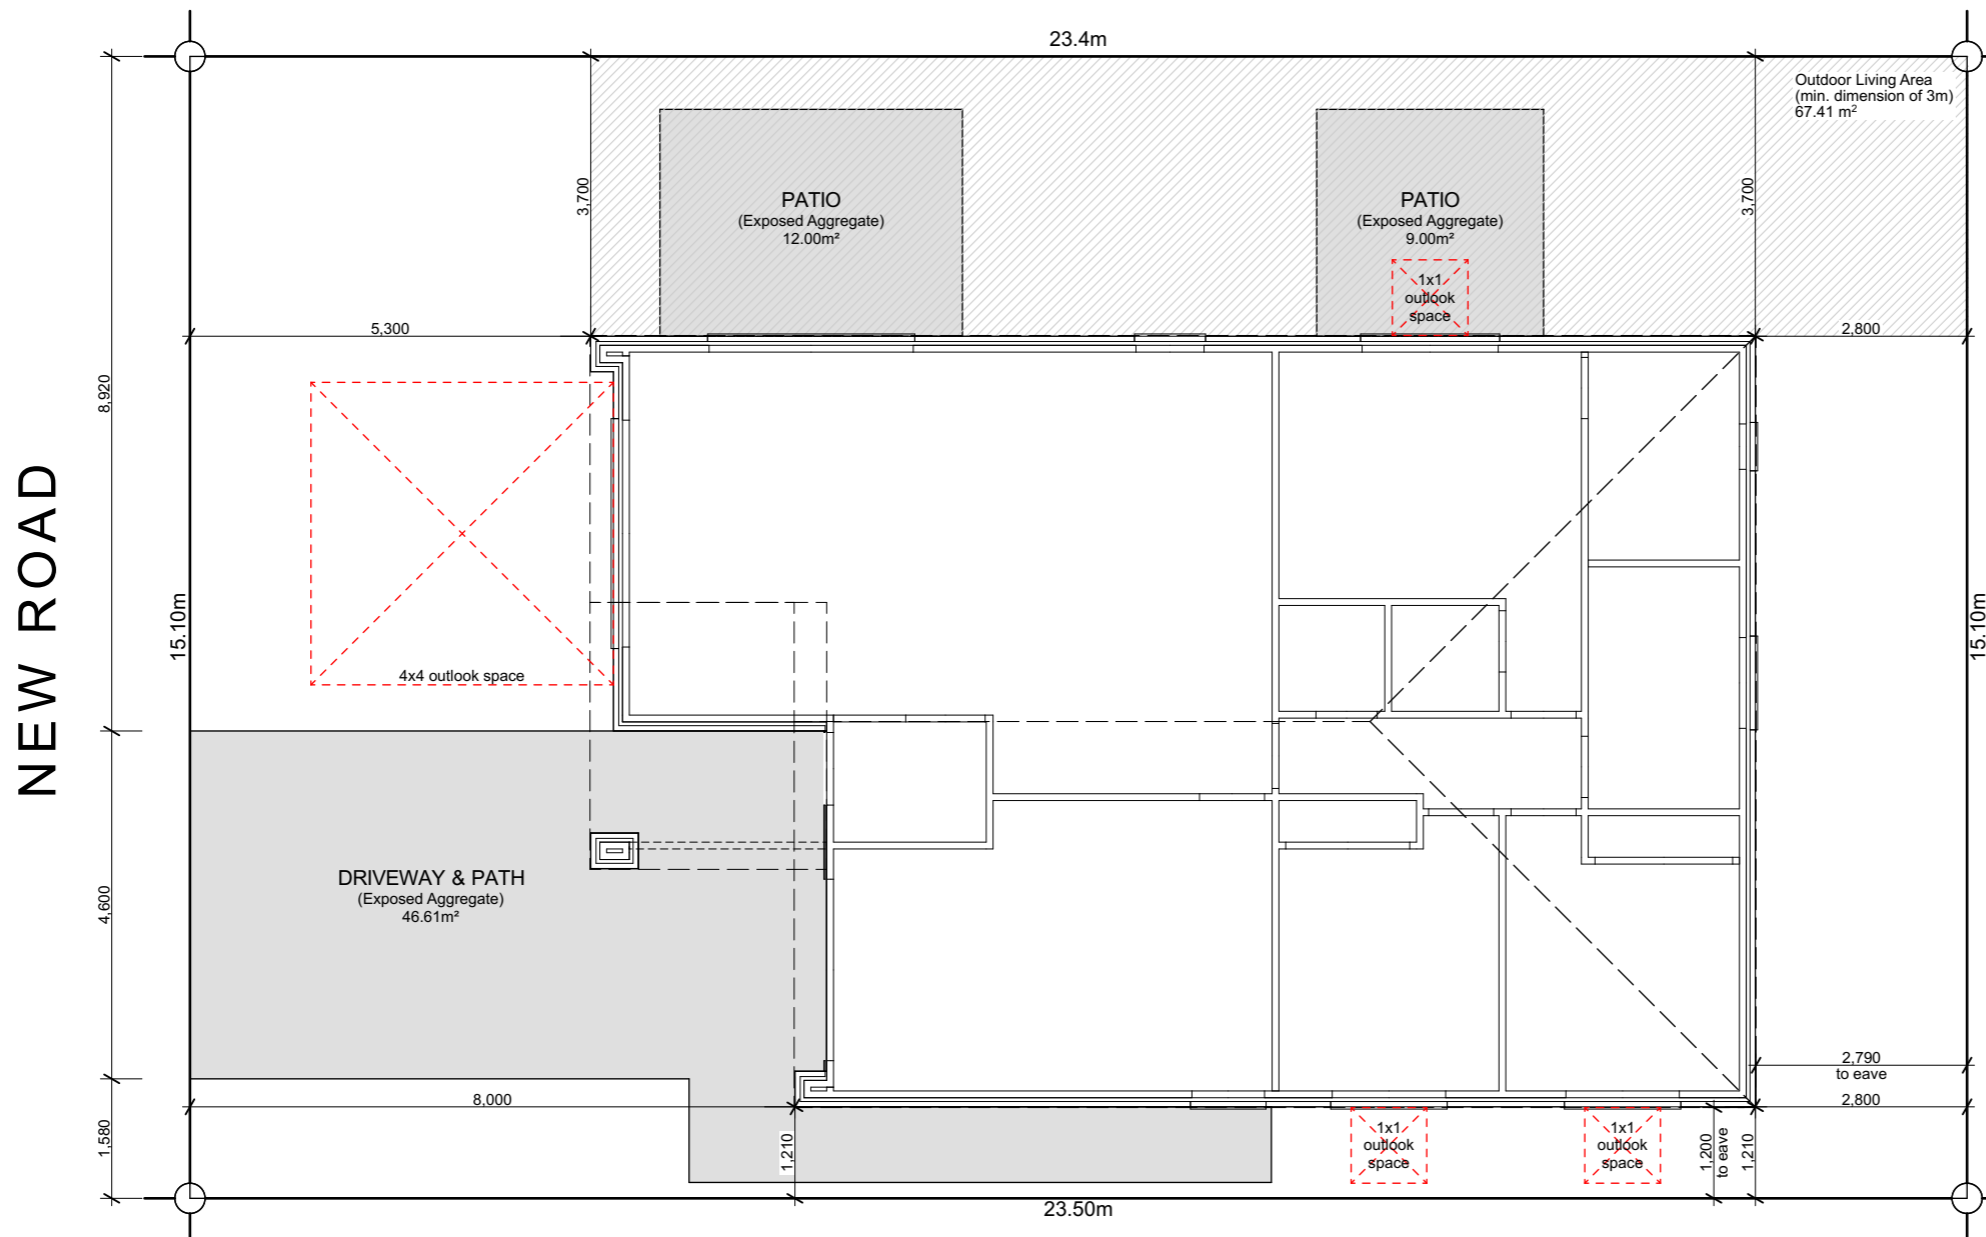 23.4m
Outdoor Living Area
(min. dimension of 3m)
67.41 m²
3,700
PATIO
(Exposed Aggregate)
12.00m²
PATIO
(Exposed Aggregate)
9.00m²
3,700
1x1
outlook
space
5,300
2,800
8,920
NEW ROAD
15.10m
15.10m
4x4 outlook space
DRIVEWAY & PATH
(Exposed Aggregate)
46.61m²
4,600
2,790
to eave
8,000
2,800
1,580
1,210
1x1
outlook
space
1x1
outlook
space
1,200
to eave
1,210
23.50m